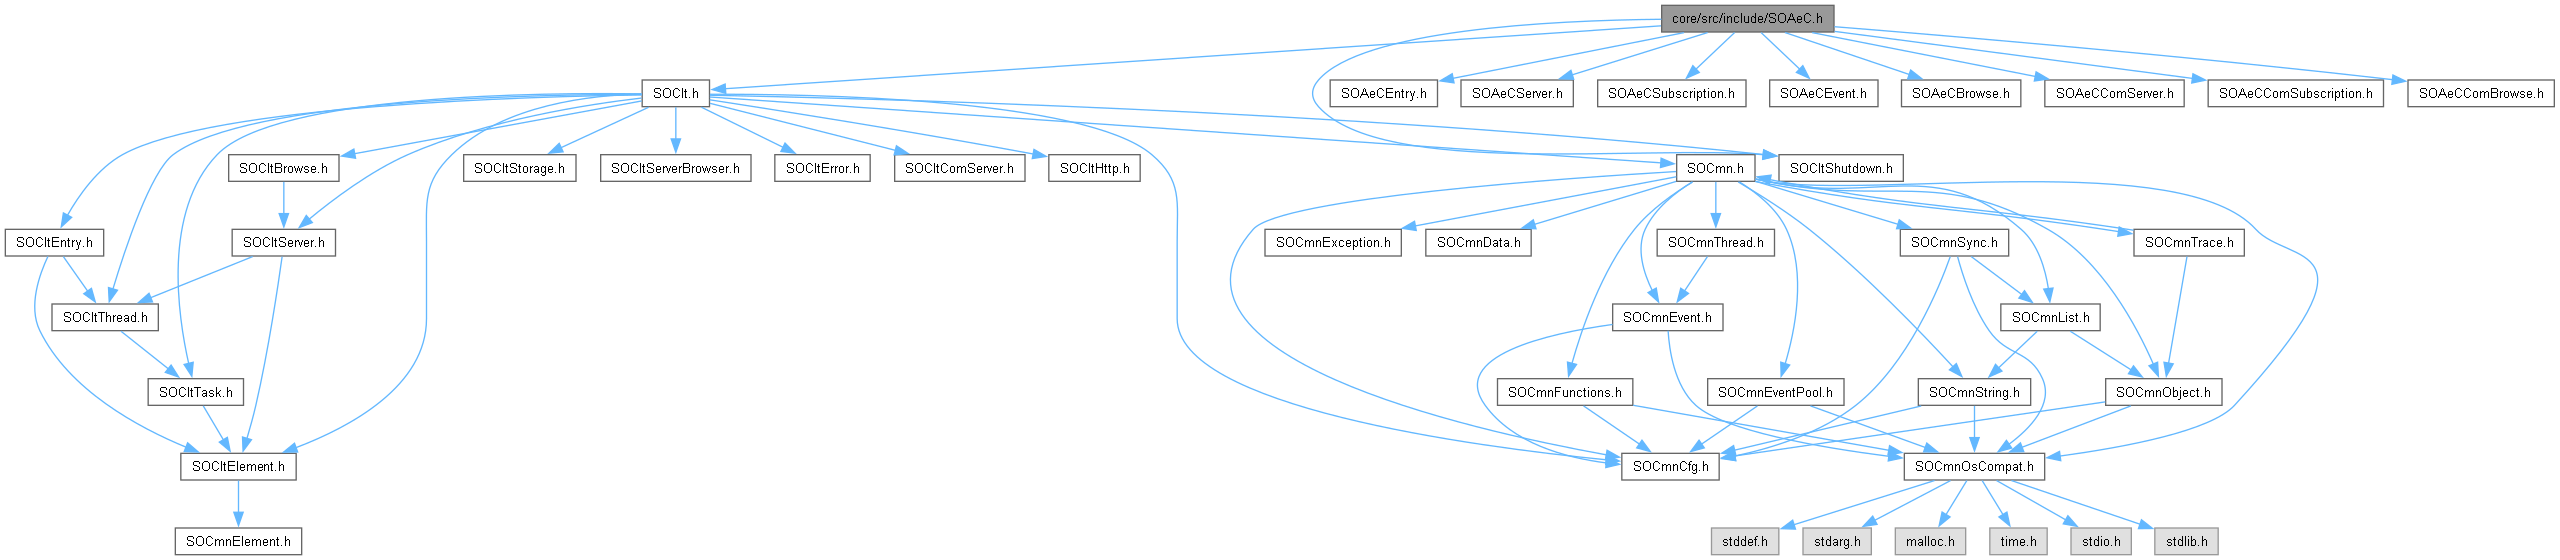 core/src/include/SOAeC.h
SOClt.h
SOAeCEntry.h
SOAeCServer.h
SOAeCSubscription.h
SOAeCEvent.h
SOAeCBrowse.h
SOAeCComServer.h
SOAeCComSubscription.h
SOAeCComBrowse.h
SOCltBrowse.h
SOCltStorage.h
SOCltServerBrowser.h
SOCltError.h
SOCltComServer.h
SOCltHttp.h
SOCmn.h
SOCltShutdown.h
SOCltEntry.h
SOCltServer.h
SOCmnException.h
SOCmnData.h
SOCmnThread.h
SOCmnSync.h
SOCmnTrace.h
SOCltThread.h
SOCmnEvent.h
SOCmnList.h
SOCltTask.h
SOCmnFunctions.h
SOCmnEventPool.h
SOCmnString.h
SOCmnObject.h
SOCltElement.h
SOCmnCfg.h
SOCmnOsCompat.h
SOCmnElement.h
stddef.h
stdarg.h
malloc.h
time.h
stdio.h
stdlib.h